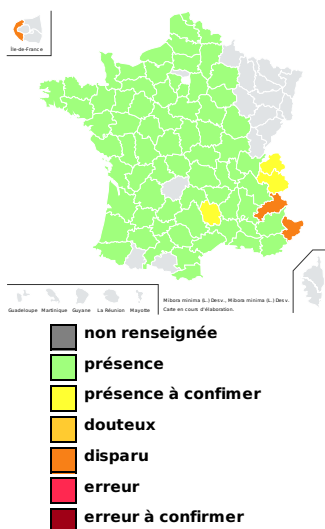 Île-de-France
Guadeloupe Martinique Guyane La Réunion Mayotte
Mibora minima (L.) Desv., Mibora minima (L.) Desv.
Carte en cours d'élaboration.
non renseignée
présence
présence à confimer
douteux
disparu
erreur
erreur à confirmer